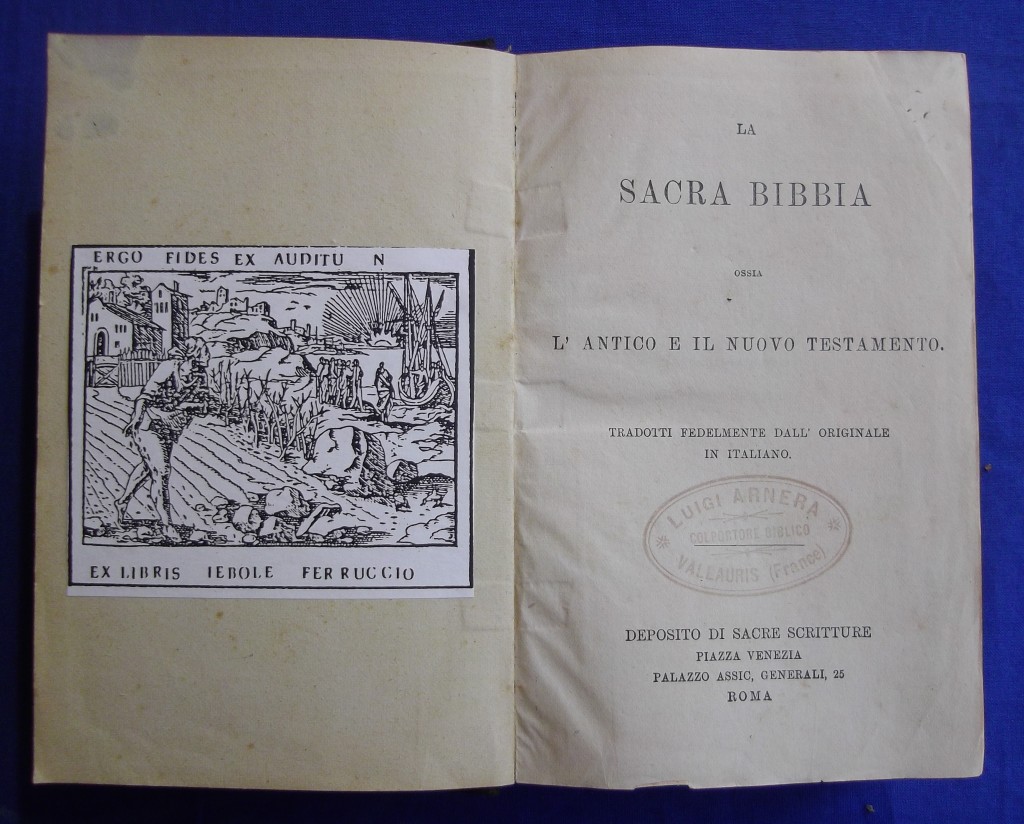 ERGO FIDES EX AUDITU N
EX LIBRIS IEBOLE FERRUCCIO
LA
SACRA BIBBIA
OSSIA
L' ANTICO E IL NUOVO TESTAMENTO.
TRADOTTI FEDELMENTE DALL' ORIGINALE
IN ITALIANO.
LUIGI ARNERA
COLPORTORE BIBLICO
VALLAURIS (France)
DEPOSITO DI SACRE SCRITTURE
PIAZZA VENEZIA
PALAZZO ASSIC, GENERALI, 25
ROMA